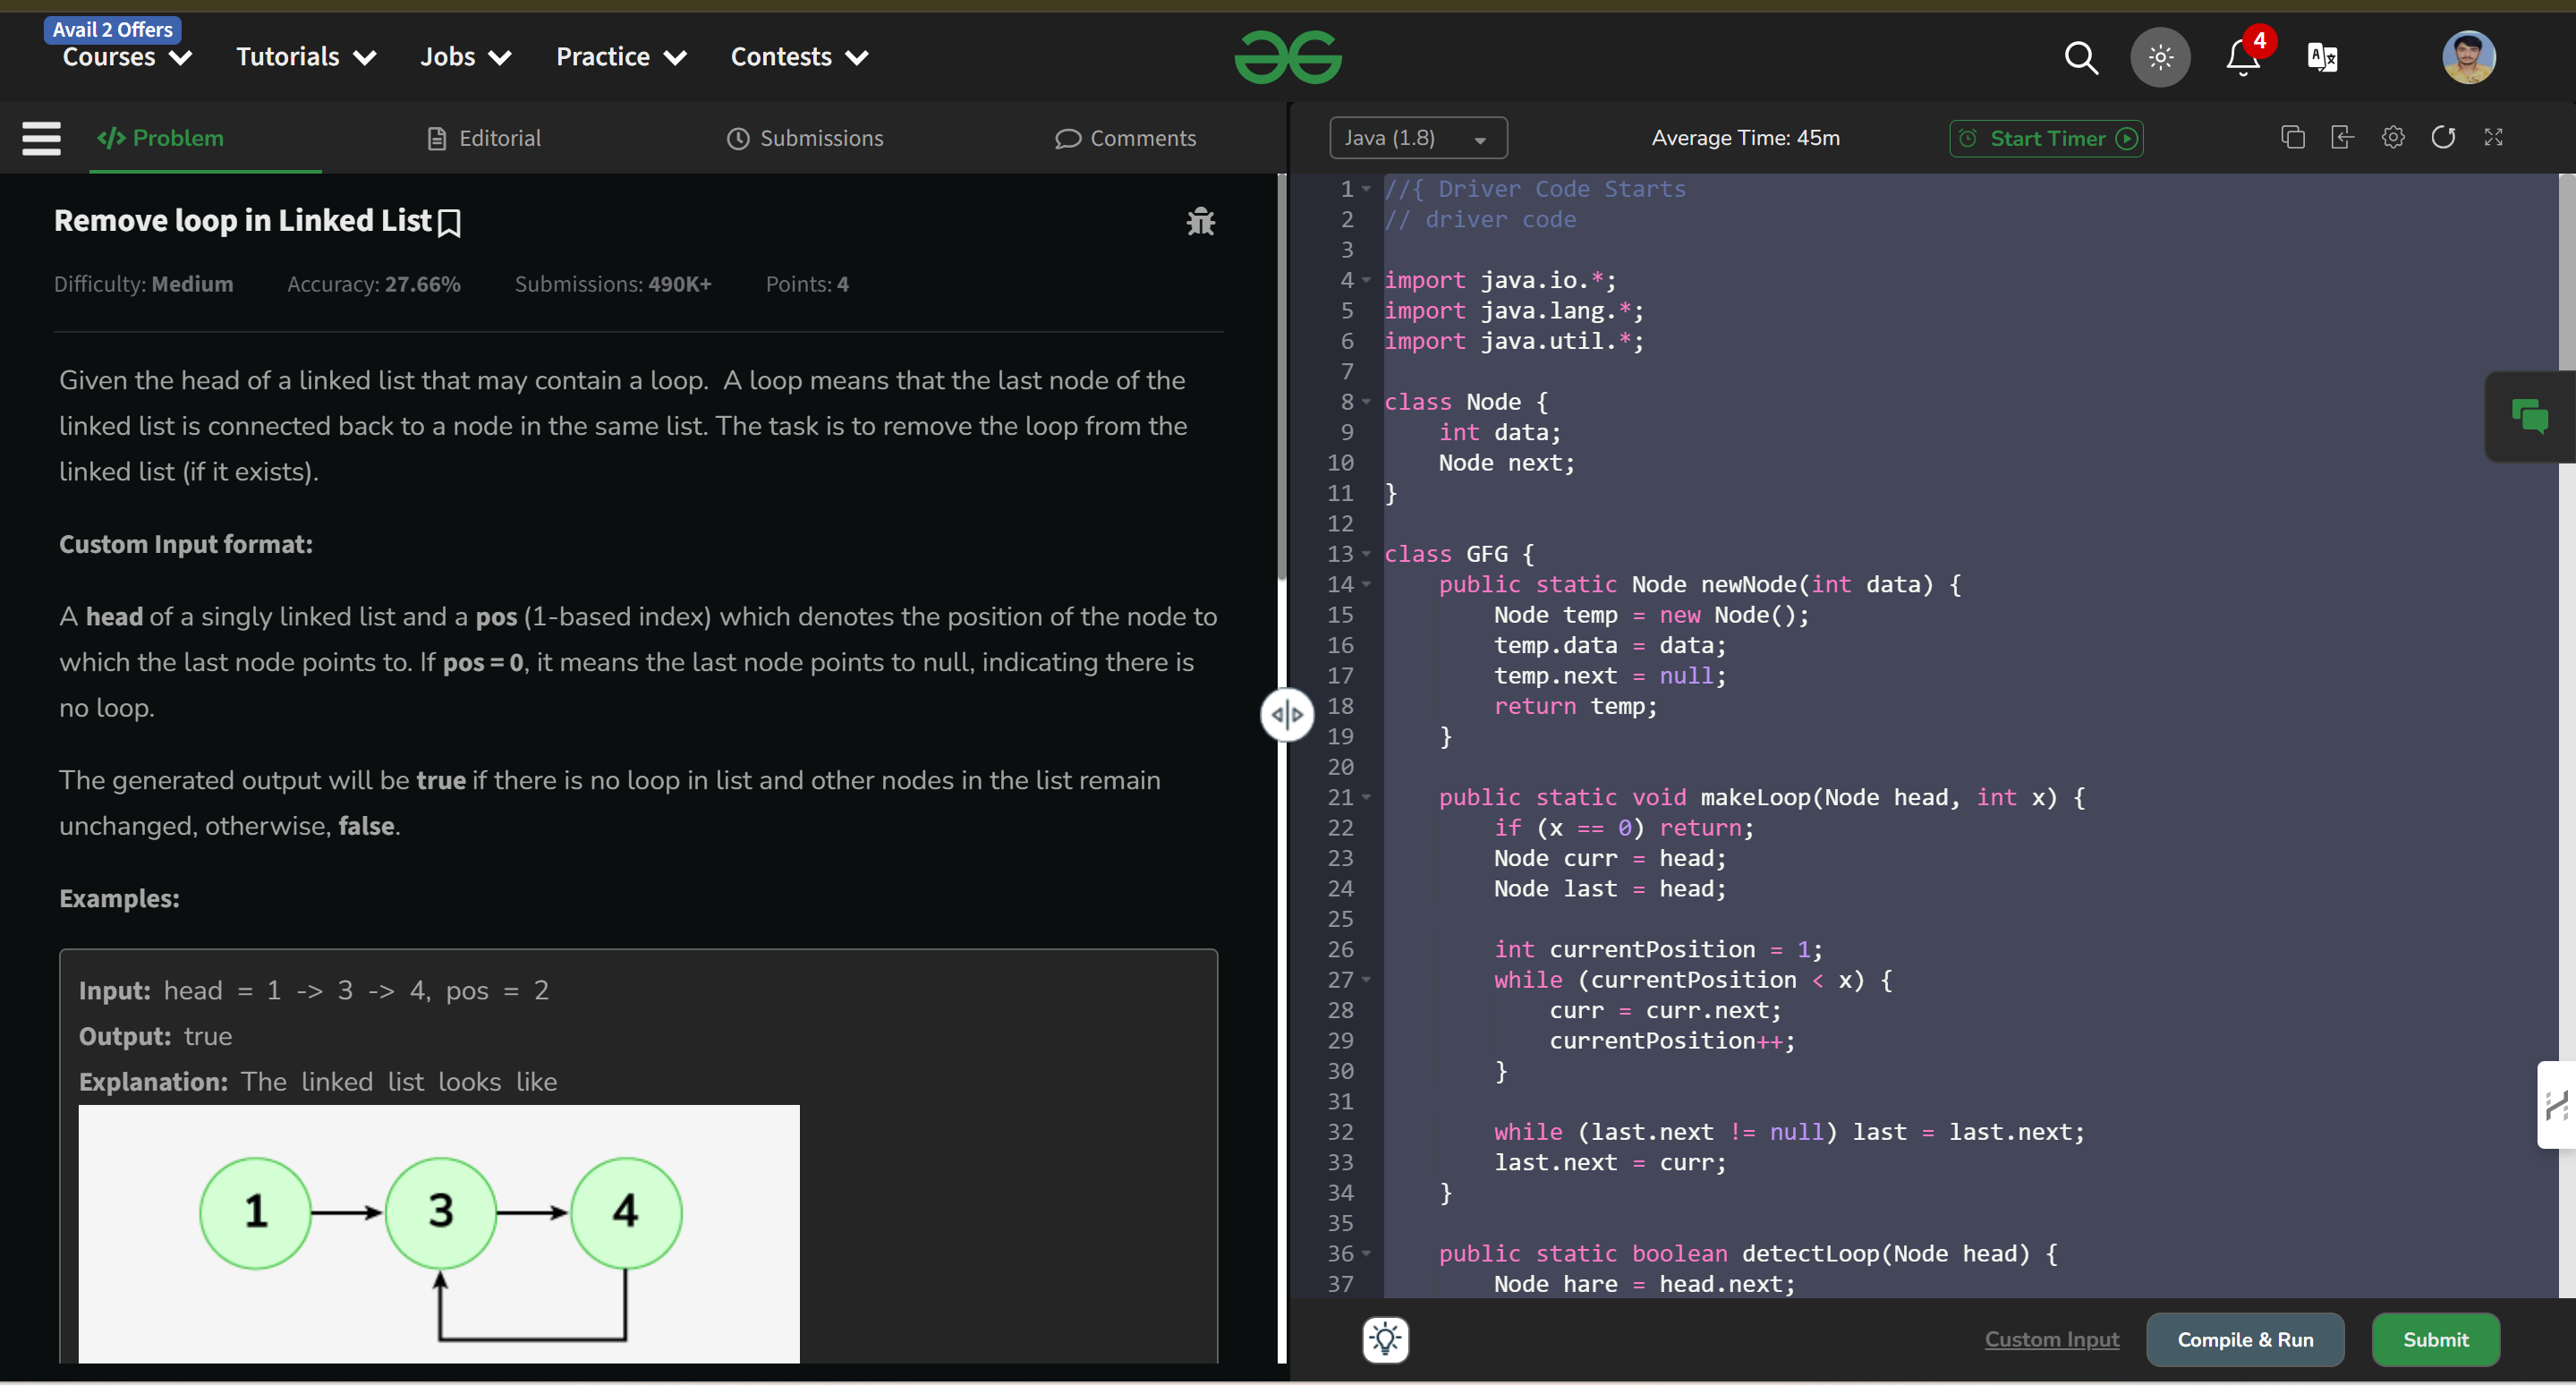 Avail 2 Offers
Courses
Tutorials
Jobs
Practice
Contests
4
Problem
Editorial
Submissions
Comments
Java (1.8)
Average Time: 45m
Start Timer
Remove loop in Linked List
Difficulty: Medium Accuracy: 27.66% Submissions: 490K+ Points: 4
Given the head of a linked list that may contain a loop.  A loop means that the last node of the
linked list is connected back to a node in the same list. The task is to remove the loop from the
linked list (if it exists).
Custom Input format:
A head of a singly linked list and a pos (1-based index) which denotes the position of the node to
which the last node points to. If pos = 0, it means the last node points to null, indicating there is
no loop.
The generated output will be true if there is no loop in list and other nodes in the list remain
unchanged, otherwise, false.
Examples:
Input: head = 1 -> 3 -> 4, pos = 2
Output: true
Explanation: The linked list looks like
1 3 4
1 //{ Driver Code Starts
2 // driver code
3
4 import java.io.*;
5 import java.lang.*;
6 import java.util.*;
7
8 class Node {
9     int data;
10     Node next;
11 }
12
13 class GFG {
14     public static Node newNode(int data) {
15         Node temp = new Node();
16         temp.data = data;
17         temp.next = null;
18         return temp;
19     }
20
21     public static void makeLoop(Node head, int x) {
22         if (x == 0) return;
23         Node curr = head;
24         Node last = head;
25
26         int currentPosition = 1;
27         while (currentPosition < x) {
28             curr = curr.next;
29             currentPosition++;
30         }
31
32         while (last.next != null) last = last.next;
33         last.next = curr;
34     }
35
36     public static boolean detectLoop(Node head) {
37         Node hare = head.next;
Custom Input
Compile & Run
Submit